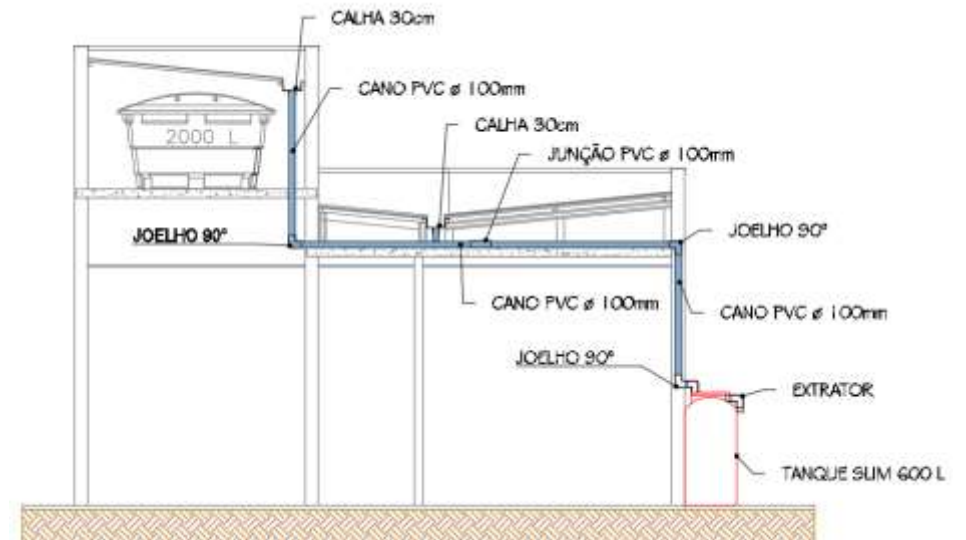 CALHA 30cm
CANO PVC ø 100mm
CALHA 30cm
2000 L
JUNÇÃO PVC ø 100mm
JOELHO 90°
JOELHO 90°
CANO PVC ø 100mm
CANO PVC ø 100mm
JOELHO 90°
EXTRATOR
TANQUE SLIM 600 L